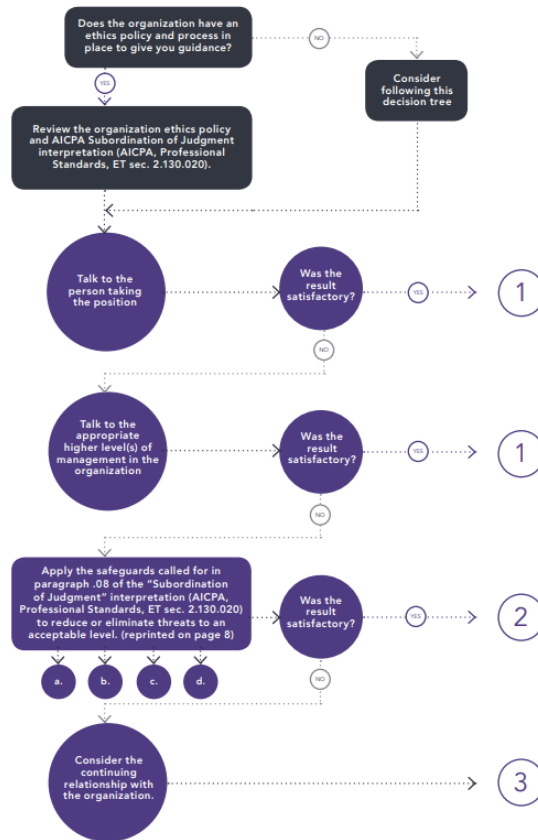 Does the organization have an
ethics policy and process in
place to give you guidance?
NO
YES
Consider
following this
decision tree
Review the organization ethics policy
and AICPA Subordination of Judgment
interpretation (AICPA, Professional
Standards, ET sec. 2.130.020).
Talk to the
person taking
the position
Was the
result
satisfactory?
YES
1
NO
Talk to the
appropriate
higher level(s) of
management in the
organization
Was the
result
satisfactory?
YES
1
NO
Apply the safeguards called for in
paragraph .08 of the “Subordination
of Judgment” interpretation (AICPA,
Professional Standards, ET sec. 2.130.020)
to reduce or eliminate threats to an
acceptable level. (reprinted on page 8)
Was the
result
satisfactory?
YES
2
a.
b.
c.
d.
NO
Consider the
continuing
relationship with
the organization.
3